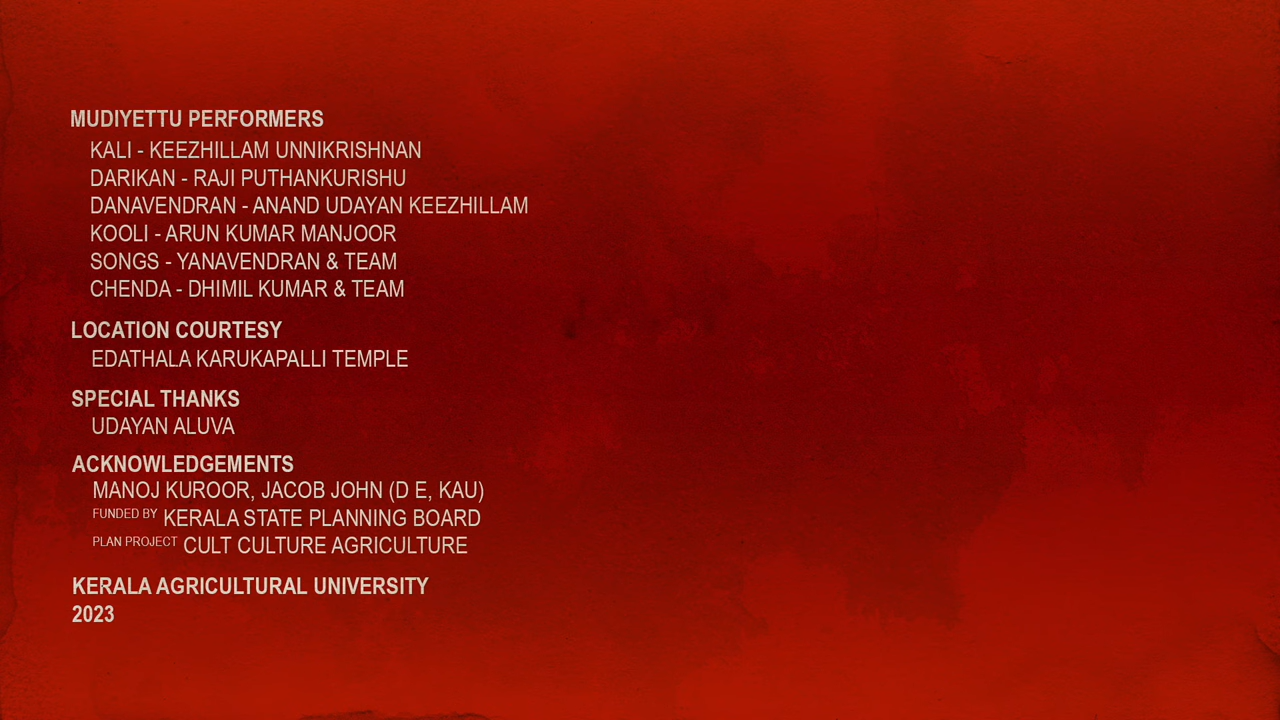 MUDIYETTU PERFORMERS
KALI - KEEZHILLAM UNNIKRISHNAN
DARIKAN - RAJI PUTHANKURISHU
DANAVENDRAN - ANAND UDAYAN KEEZHILLAM
KOOLI - ARUN KUMAR MANJOOR
SONGS - YANAVENDRAN & TEAM
CHENDA - DHIMIL KUMAR & TEAM
LOCATION COURTESY
EDATHALA KARUKAPALLI TEMPLE
SPECIAL THANKS
UDAYAN ALUVA
ACKNOWLEDGEMENTS
MANOJ KUROOR, JACOB JOHN (D E, KAU)
FUNDED BY KERALA STATE PLANNING BOARD
PLAN PROJECT CULT CULTURE AGRICULTURE
KERALA AGRICULTURAL UNIVERSITY
2023